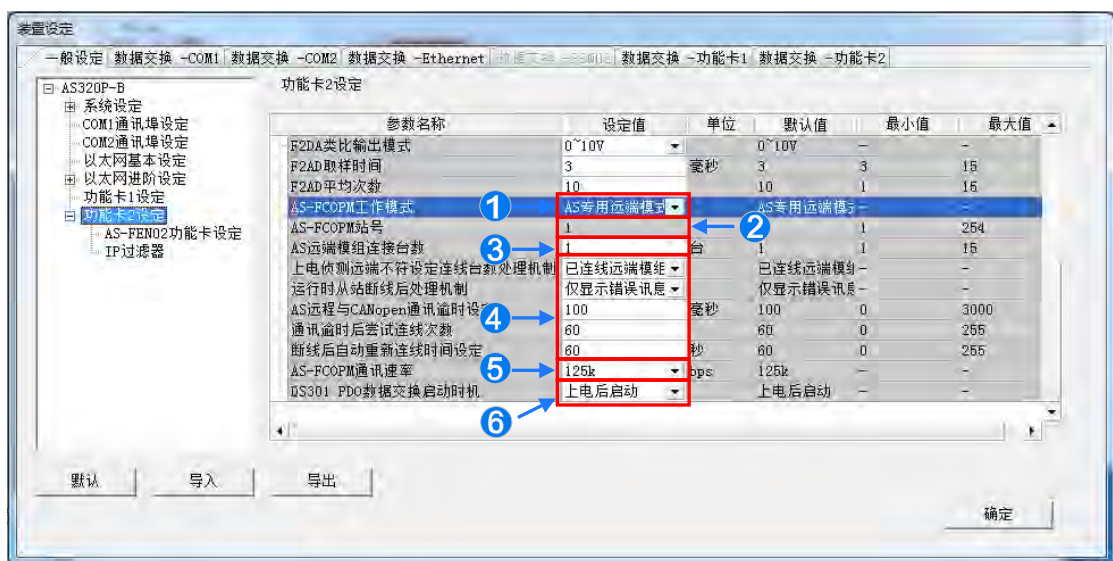 装置设定
一般设定 数据交换 -COM1 数据交换 -COM2 数据交换 -Ethernet 数据交换 -功能卡1 数据交换 -功能卡2
AS320P-B
系统设定
COM1通讯埠设定
COM2通讯埠设定
以太网基本设定
以太网进阶设定
功能卡1设定
功能卡2设定
AS-FEN02功能卡设定
IP过滤器
功能卡2设定
参数名称 设定值 单位 默认值 最小值 最大值
F2DA类比输出模式 0~10V 0~10V - -
F2AD取样时间 3 毫秒 3 3 15
F2AD平均次数 10 10 1 15
AS-FCOPM工作模式 1 AS专用远端模式 AS专用远端模 - -
AS-FCOPM站号 1 2 1 254
AS远端模组连接台数 3 1 台 1 1 15
上电侦测远端不符设定连线台数处理机制 已连线远端模组 已连线远端模 - -
运行时从站断线后处理机制 仅显示错误讯息 仅显示错误讯息 - -
AS远程与CANopen通讯逾时设定 4 100 毫秒 100 0 3000
通讯逾时后尝试连线次数 60 60 0 255
断线后自动重新连线时间设定 60 秒 60 0 255
AS-FCOPM通讯速率 5 125k bps 125k - -
DS301 PDO数据交换启动时机 上电后启动 上电后启动 - -
6
默认 导入 导出
确定